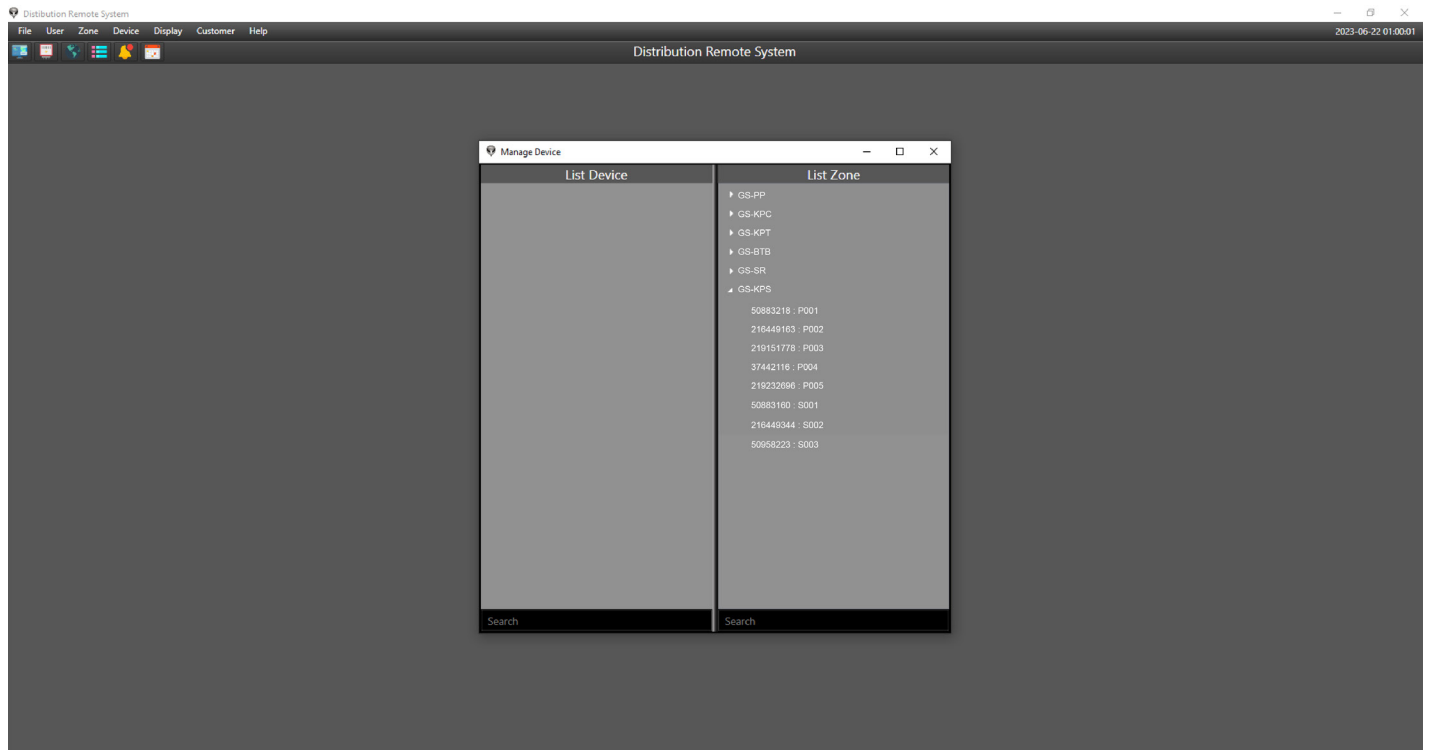 Distibution Remote System
File User Zone Device Display Customer Help
2023-06-22 01:00:01
Distribution Remote System
Manage Device
List Device
List Zone
GS-PP
GS-KPC
GS-KPT
GS-BTB
GS-SR
GS-KPS
50883218 : P001
216449163 : P002
219151778 : P003
37442116 : P004
219232696 : P005
50883160 : S001
216449344 : S002
50958223 : S003
Search
Search